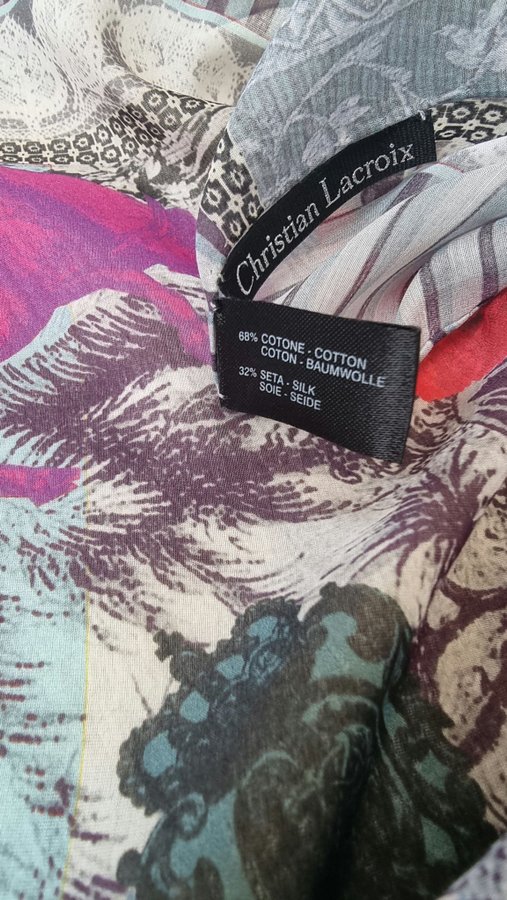 Christian Lacroix
68% COTONE - COTTON
COTON - BAUMWOLLE
32% SETA - SILK
SOIE - SEIDE